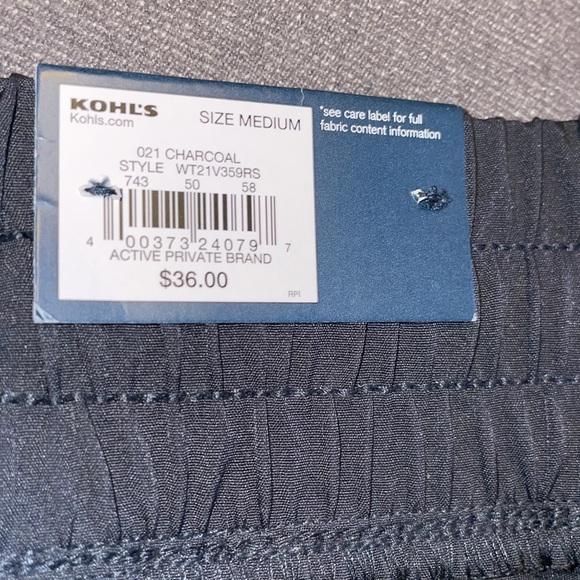 KOHL'S
Kohls.com
SIZE MEDIUM
021 CHARCOAL
STYLE WT21V359RS
743 50 58
4 00373 24079 7
ACTIVE PRIVATE BRAND
$36.00
RPI
*see care label for full
fabric content information